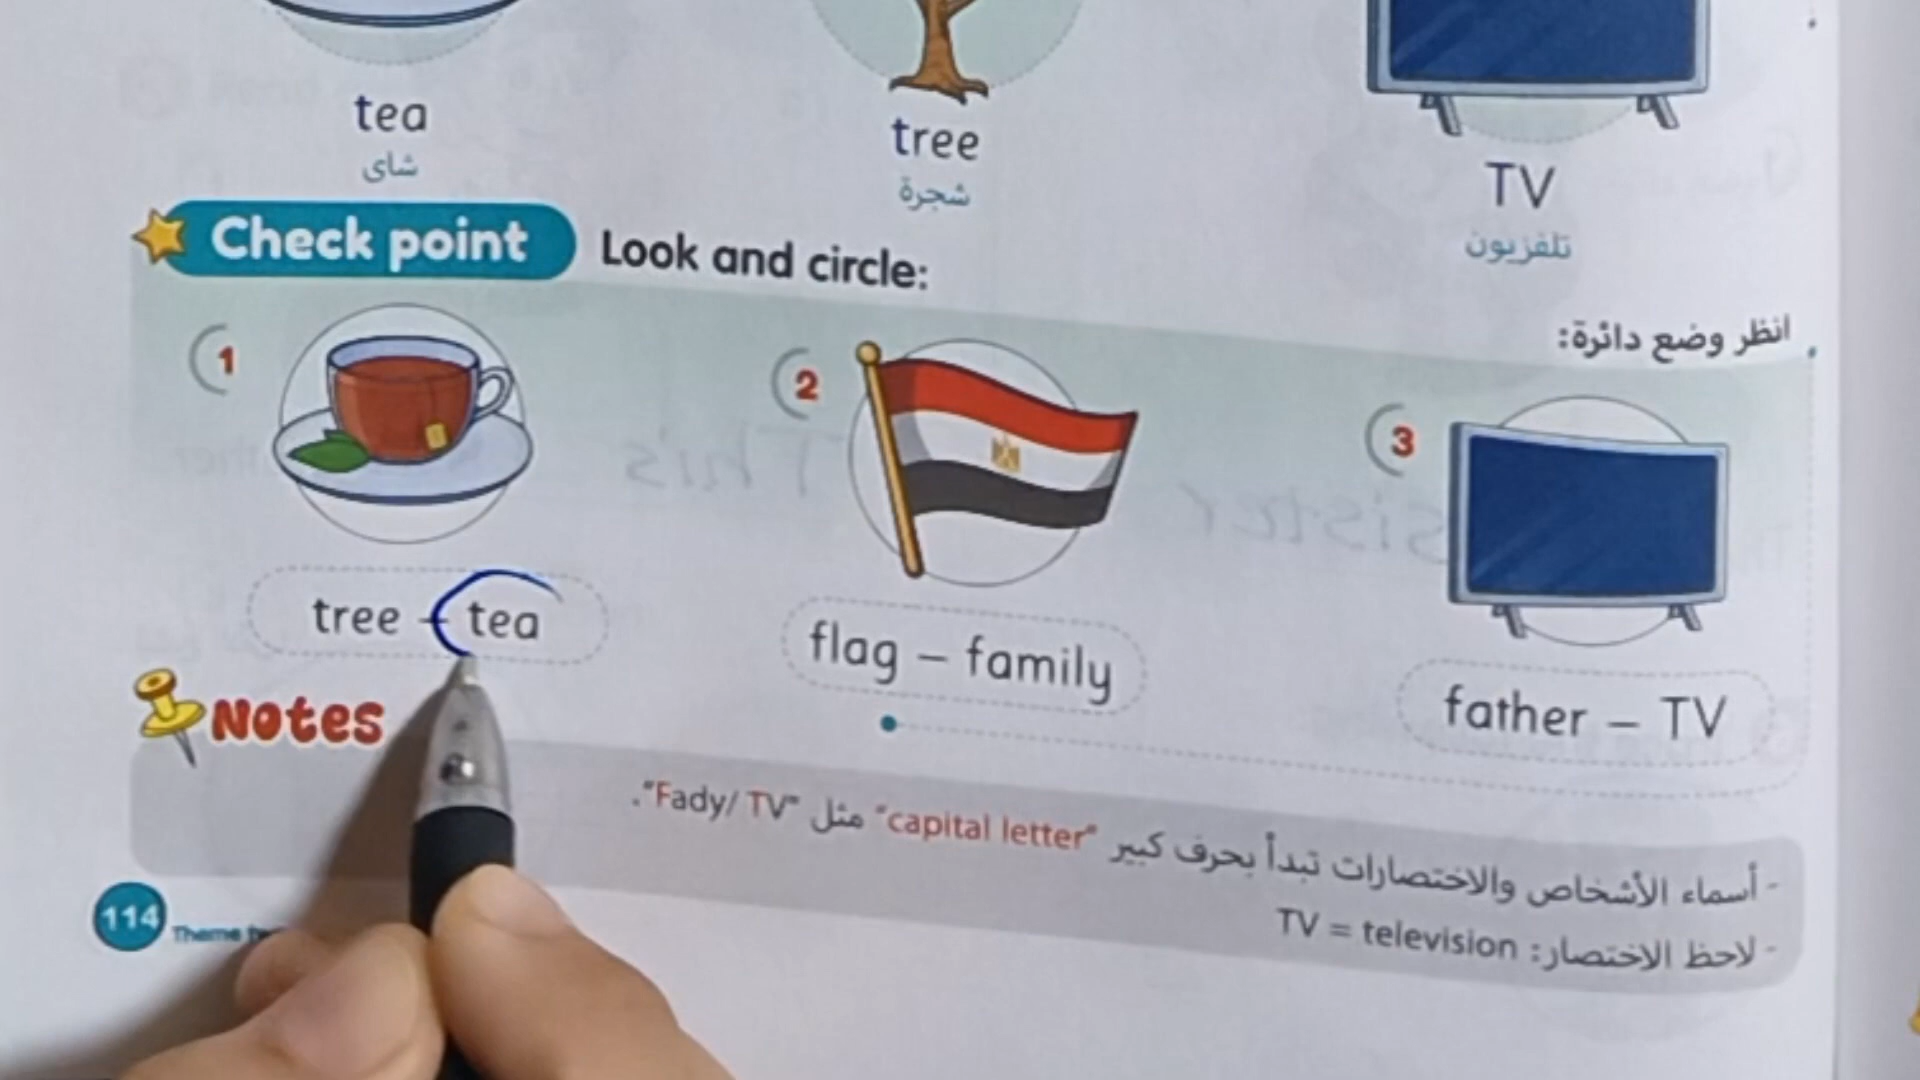 tea
شاى
tree
شجرة
TV
تلفزيون
Check point Look and circle:
انظر وضع دائرة:
1
2
3
tree - tea
flag – family
father – TV
Notes
- أسماء الأشخاص والاختصارات تبدأ بحرف كبير "capital letter" مثل "Fady/ TV".
- لاحظ الاختصار: TV = television
114
Theme